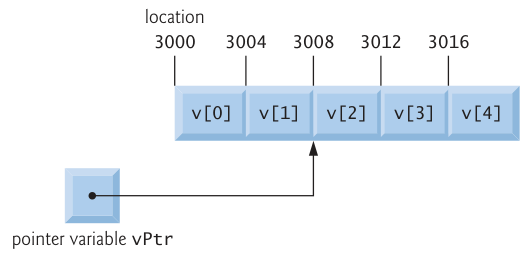 location
3000 3004 3008 3012 3016
v[0] v[1] v[2] v[3] v[4]
pointer variable vPtr